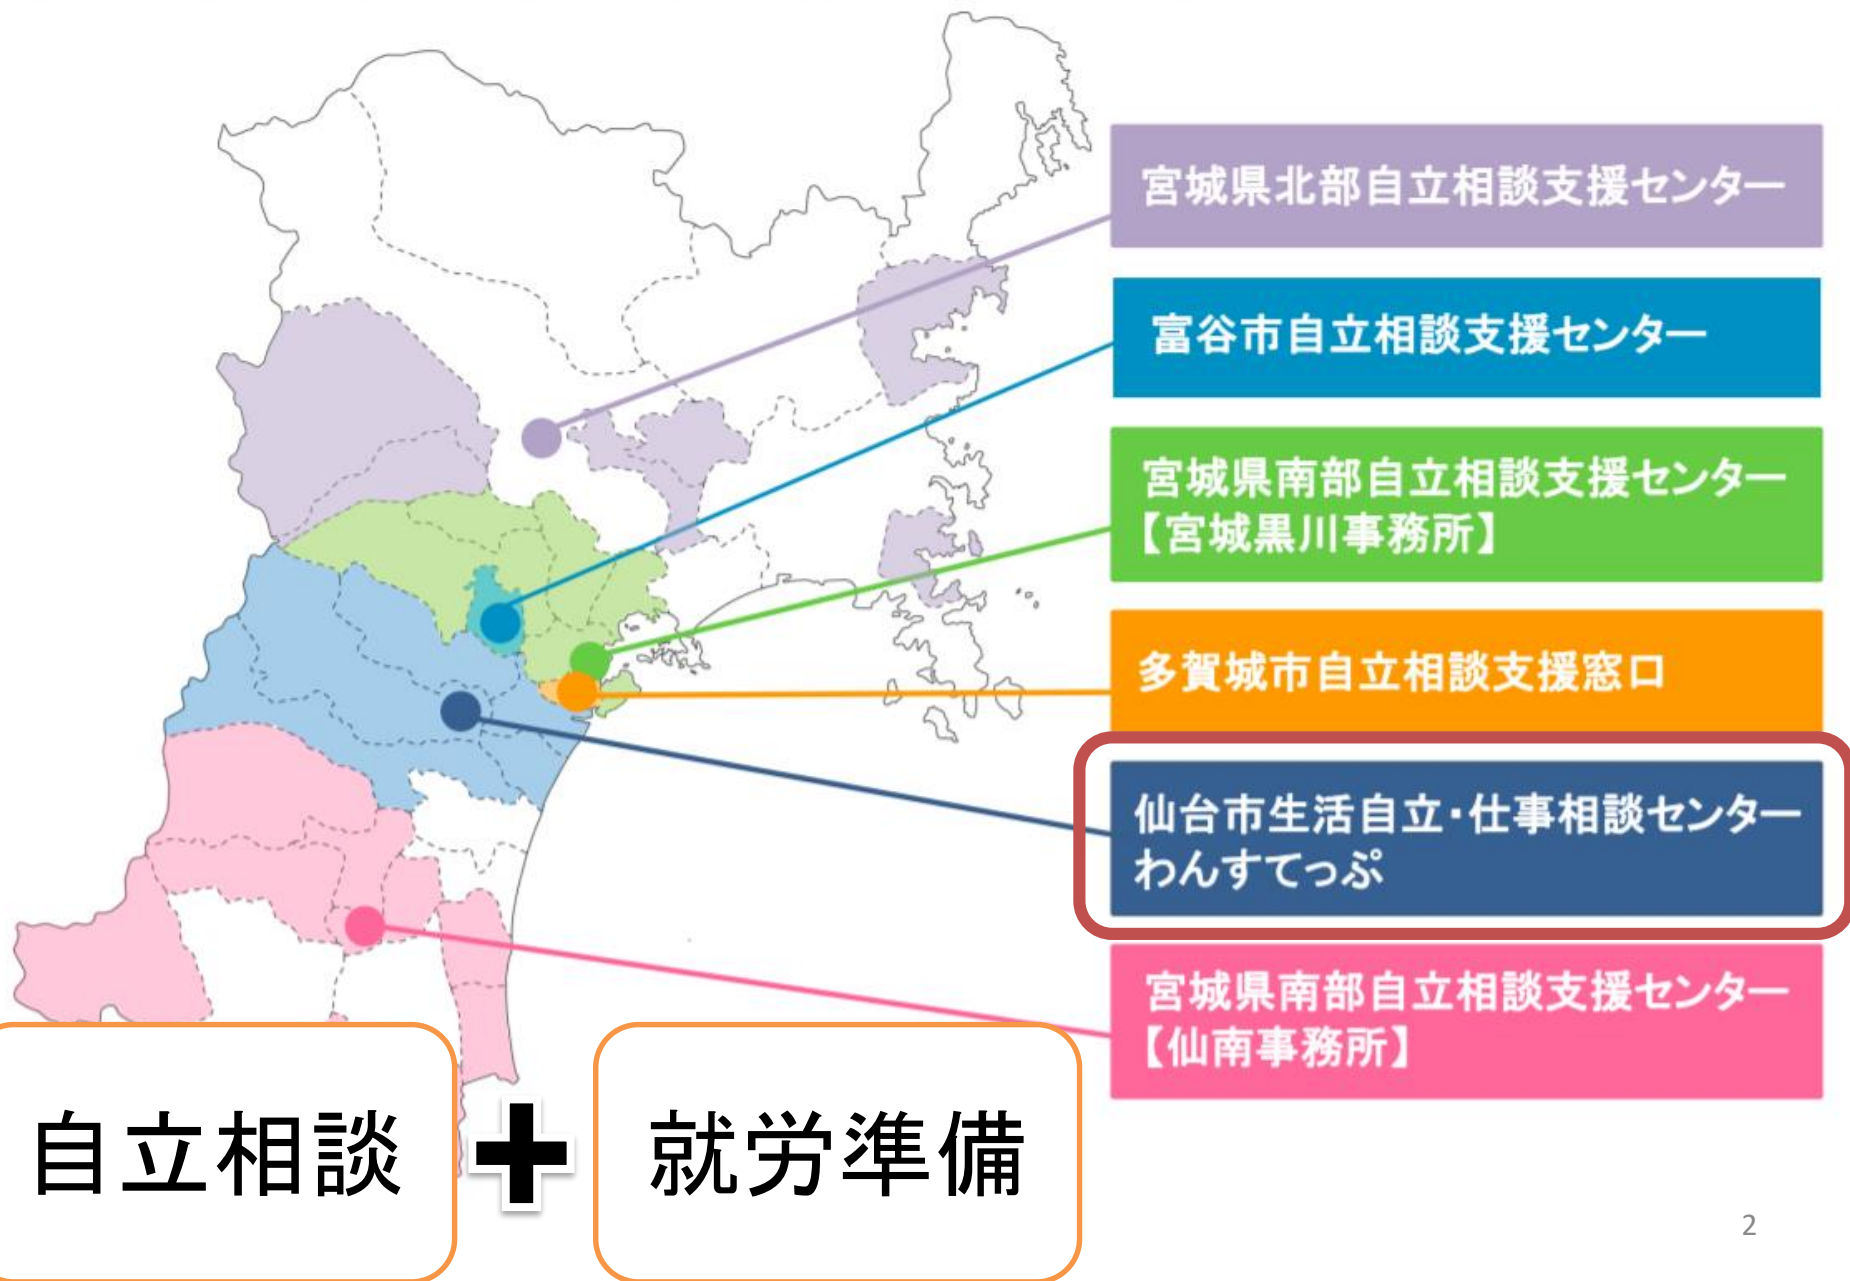 宮城県北部自立相談支援センター
富谷市自立相談支援センター
宮城県南部自立相談支援センター
【宮城黒川事務所】
多賀城市自立相談支援窓口
仙台市生活自立・仕事相談センター
わんすてっぷ
宮城県南部自立相談支援センター
【仙南事務所】
自立相談
就労準備
2